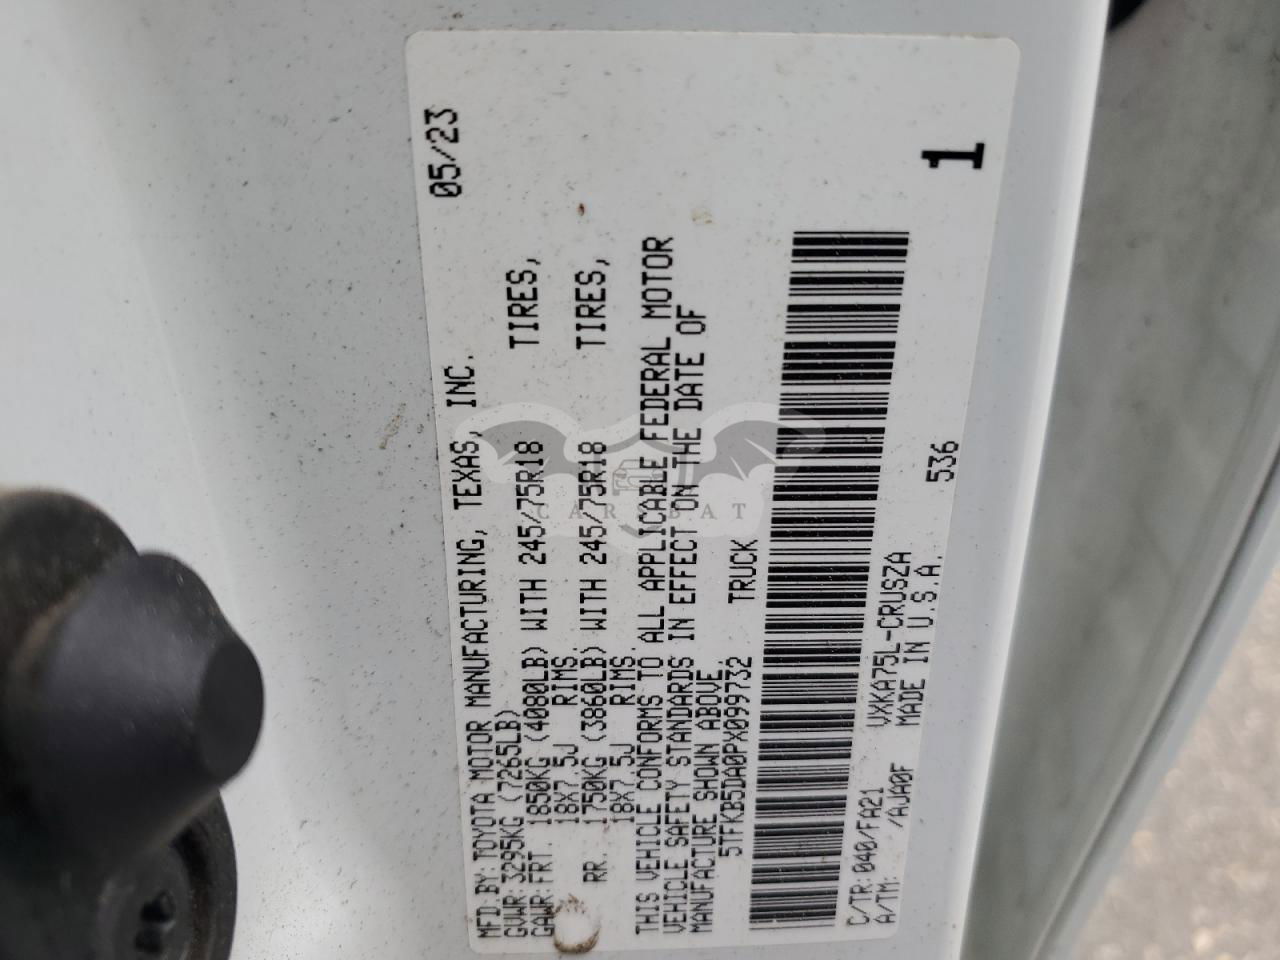 MFD.BY:TOYOTA MOTOR MANUFACTURING, TEXAS, INC. 05/23
GVWR:3295KG (7265LB)
GAWR:FRT. 1850KG (4080LB) WITH 245/75R18 TIRES,
18X7.5J RIMS
RR. 1750KG (3860LB) WITH 245/75R18 TIRES,
18X7.5J RIMS.
THIS VEHICLE CONFORMS TO ALL APPLICABLE FEDERAL MOTOR
VEHICLE SAFETY STANDARDS IN EFFECT ON THE DATE OF
MANUFACTURE SHOWN ABOVE.
5TFKB5DA0PX099732 TRUCK
C/TR:040/FA21 VXKA75L-CRUSZA
A/TM: /AJA0F MADE IN U.S.A.
536
1
CARSBAT